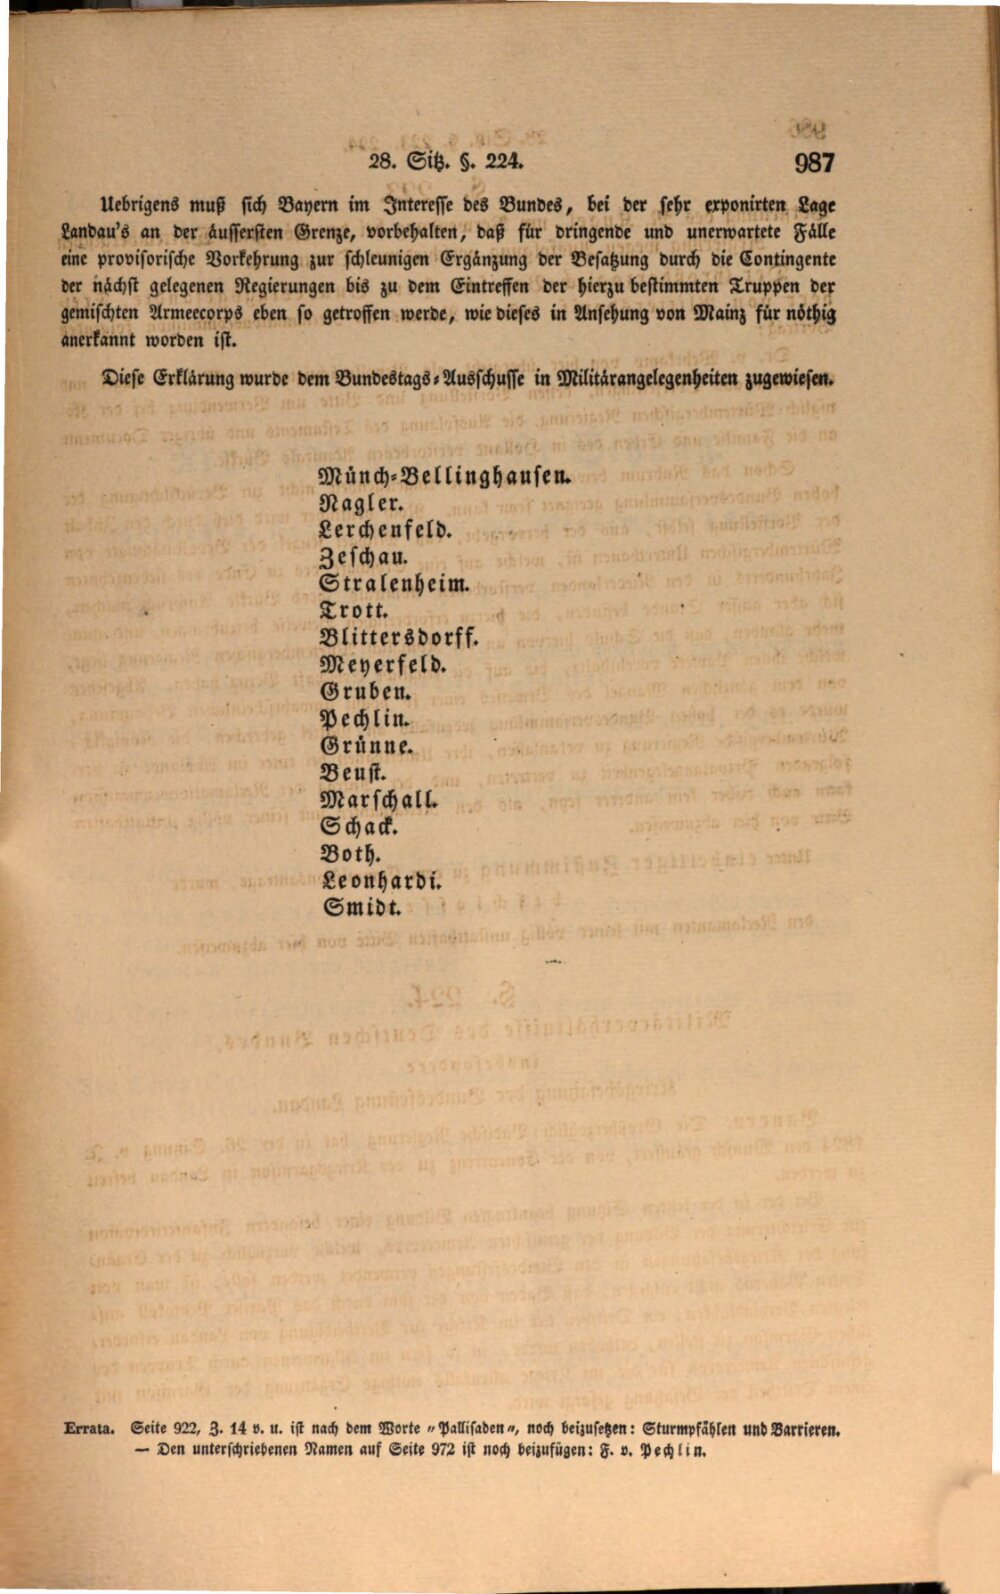 28. Sitz. §. 224.
987
Uebrigens muß sich Bayern im Interesse des Bundes, bei der sehr exponirten Lage
Landau's an der äussersten Grenze, vorbehalten, daß für dringende und unerwartete Fälle
eine provisorische Vorkehrung zur schleunigen Ergänzung der Besatzung durch die Contingente
der nächst gelegenen Regierungen bis zu dem Eintreffen der hierzu bestimmten Truppen der
gemischten Armeecorps eben so getroffen werde, wie dieses in Ansehung von Mainz für nöthig
anerkannt worden ist.
Diese Erklärung wurde dem Bundestags-Ausschusse in Militärangelegenheiten zugewiesen.
Münch-Bellinghausen.
Nagler.
Lerchenfeld.
Zeschau.
Stralenheim.
Trott.
Blittersdorff.
Meyerfeld.
Gruben.
Pechlin.
Grünne.
Beust.
Marschall.
Schack.
Both.
Leonhardi.
Smidt.
Errata. Seite 922, Z. 14 v. u. ist nach dem Worte „Pallisaden", noch beizusetzen: Sturmpfählen und Barrieren.
— Den unterschriebenen Namen auf Seite 972 ist noch beizufügen: F. v. Pechlin.